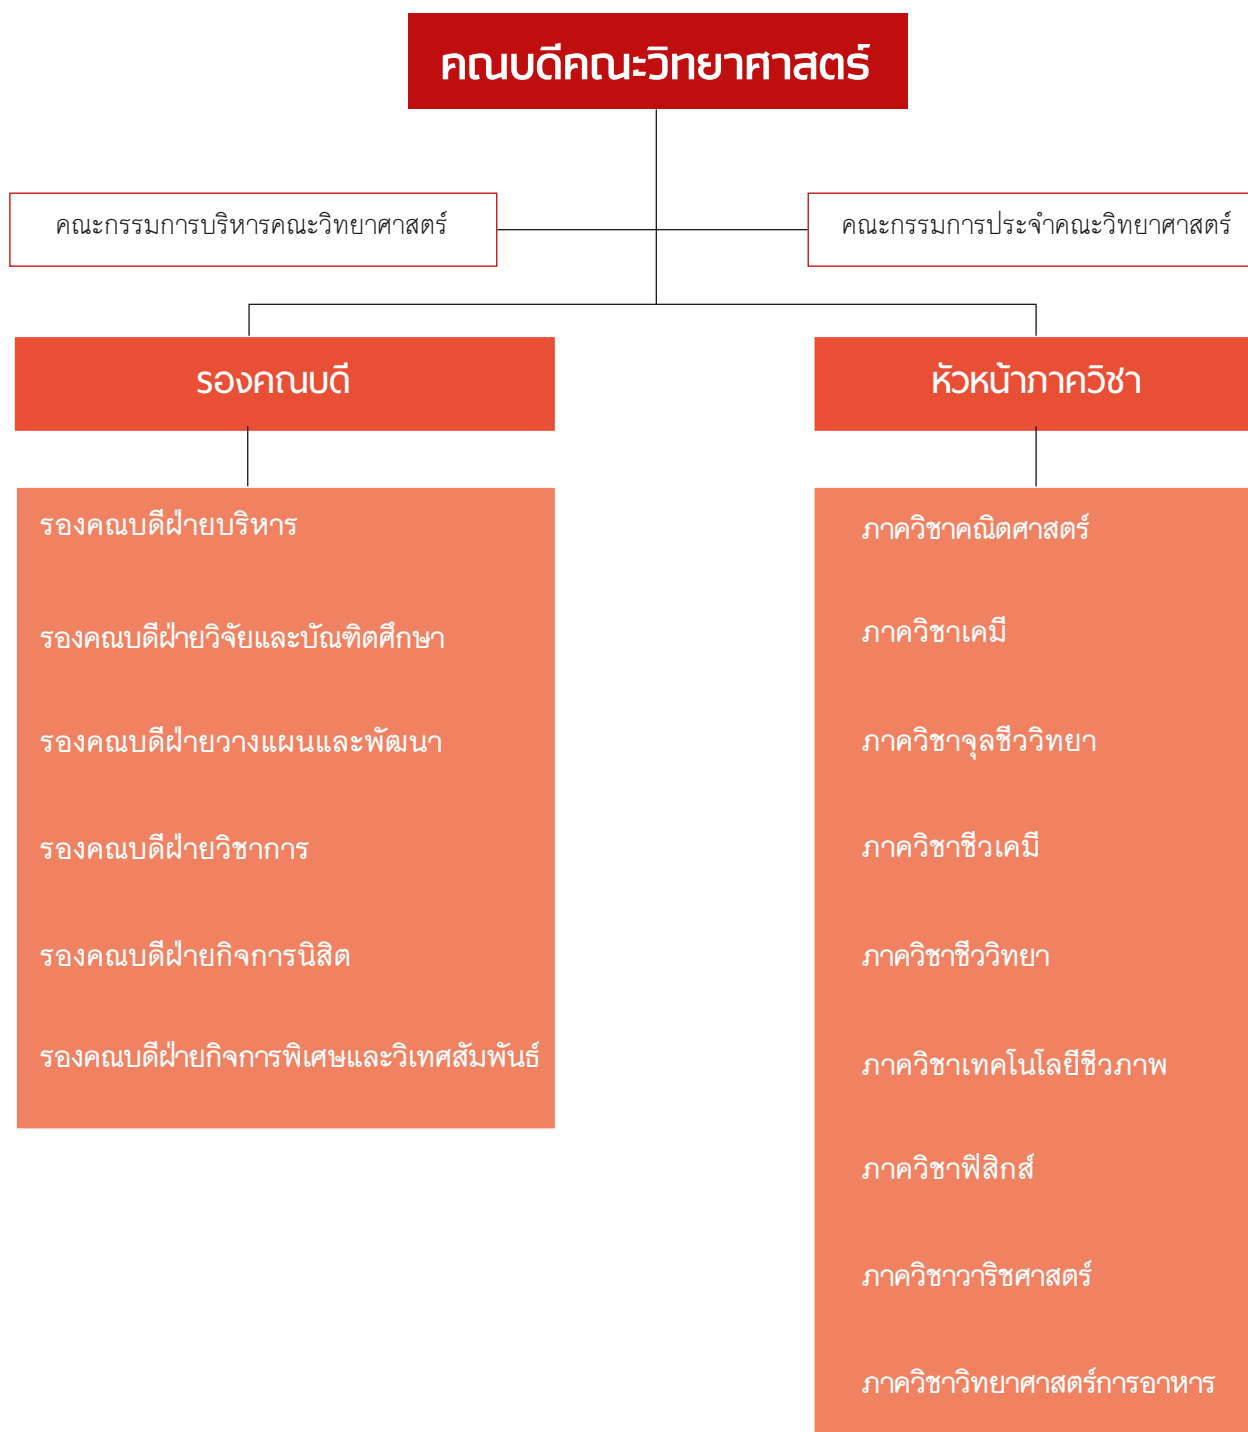 คณบดีคณะวิทยาศาสตร์
คณะกรรมการบริหารคณะวิทยาศาสตร์
คณะกรรมการประจำคณะวิทยาศาสตร์
รองคณบดี
รองคณบดีฝ่ายบริหาร
รองคณบดีฝ่ายวิจัยและบัณฑิตศึกษา
รองคณบดีฝ่ายวางแผนและพัฒนา
รองคณบดีฝ่ายวิชาการ
รองคณบดีฝ่ายกิจการนิสิต
รองคณบดีฝ่ายกิจการพิเศษและวิเทศสัมพันธ์
หัวหน้าภาควิชา
ภาควิชาคณิตศาสตร์
ภาควิชาเคมี
ภาควิชาจุลชีววิทยา
ภาควิชาชีวเคมี
ภาควิชาชีววิทยา
ภาควิชาเทคโนโลยีชีวภาพ
ภาควิชาฟิสิกส์
ภาควิชาวาริชศาสตร์
ภาควิชาวิทยาศาสตร์การอาหาร